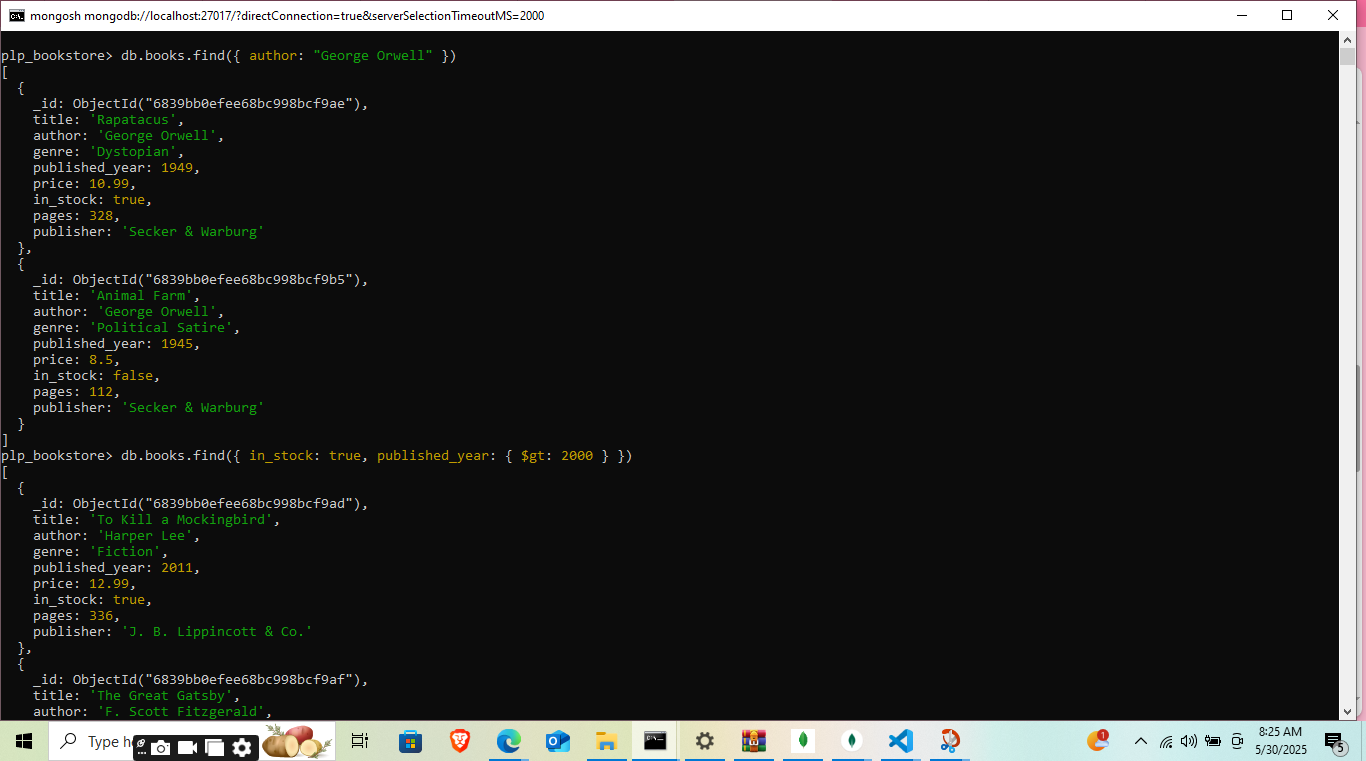 mongosh mongodb://localhost:27017/?directConnection=true&serverSelectionTimeoutMS=2000
plp_bookstore> db.books.find({ author: "George Orwell" })
[
  {
    _id: ObjectId("6839bb0efee68bc998bcf9ae"),
    title: 'Rapatacus',
    author: 'George Orwell',
    genre: 'Dystopian',
    published_year: 1949,
    price: 10.99,
    in_stock: true,
    pages: 328,
    publisher: 'Secker & Warburg'
  },
  {
    _id: ObjectId("6839bb0efee68bc998bcf9b5"),
    title: 'Animal Farm',
    author: 'George Orwell',
    genre: 'Political Satire',
    published_year: 1945,
    price: 8.5,
    in_stock: false,
    pages: 112,
    publisher: 'Secker & Warburg'
  }
]
plp_bookstore> db.books.find({ in_stock: true, published_year: { $gt: 2000 } })
[
  {
    _id: ObjectId("6839bb0efee68bc998bcf9ad"),
    title: 'To Kill a Mockingbird',
    author: 'Harper Lee',
    genre: 'Fiction',
    published_year: 2011,
    price: 12.99,
    in_stock: true,
    pages: 336,
    publisher: 'J. B. Lippincott & Co.'
  },
  {
    _id: ObjectId("6839bb0efee68bc998bcf9af"),
    title: 'The Great Gatsby',
    author: 'F. Scott Fitzgerald',
Type
1
8:25 AM
5/30/2025
5